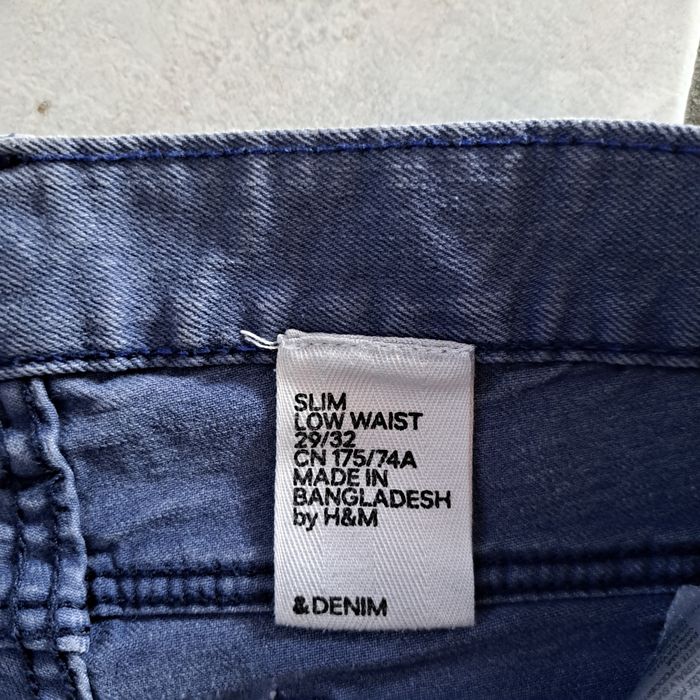 SLIM
LOW WAIST
29/32
CN 175/74A
MADE IN
BANGLADESH
by H&M
& DENIM